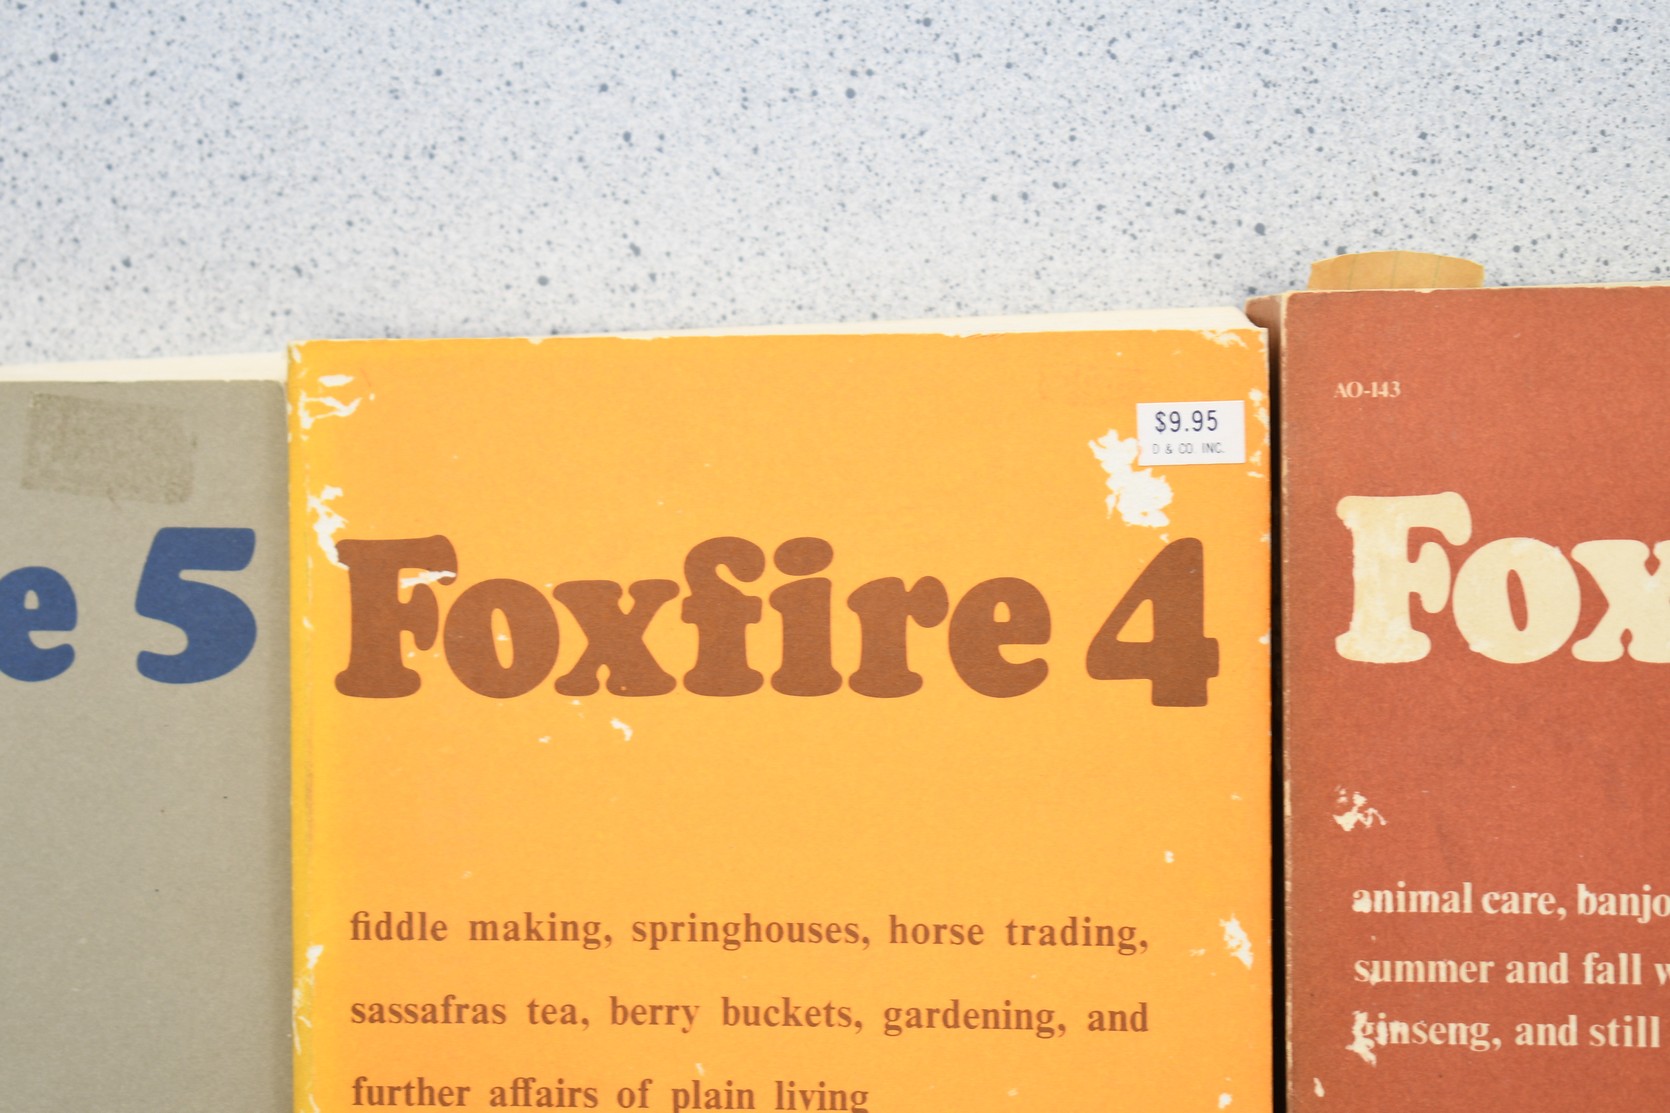 e 5
$9.95
D & CO. INC.
Foxfire 4
fiddle making, springhouses, horse trading,
sassafras tea, berry buckets, gardening, and
further affairs of plain living
AO-143
Fox
animal care, banjo
summer and fall w
ginseng, and still